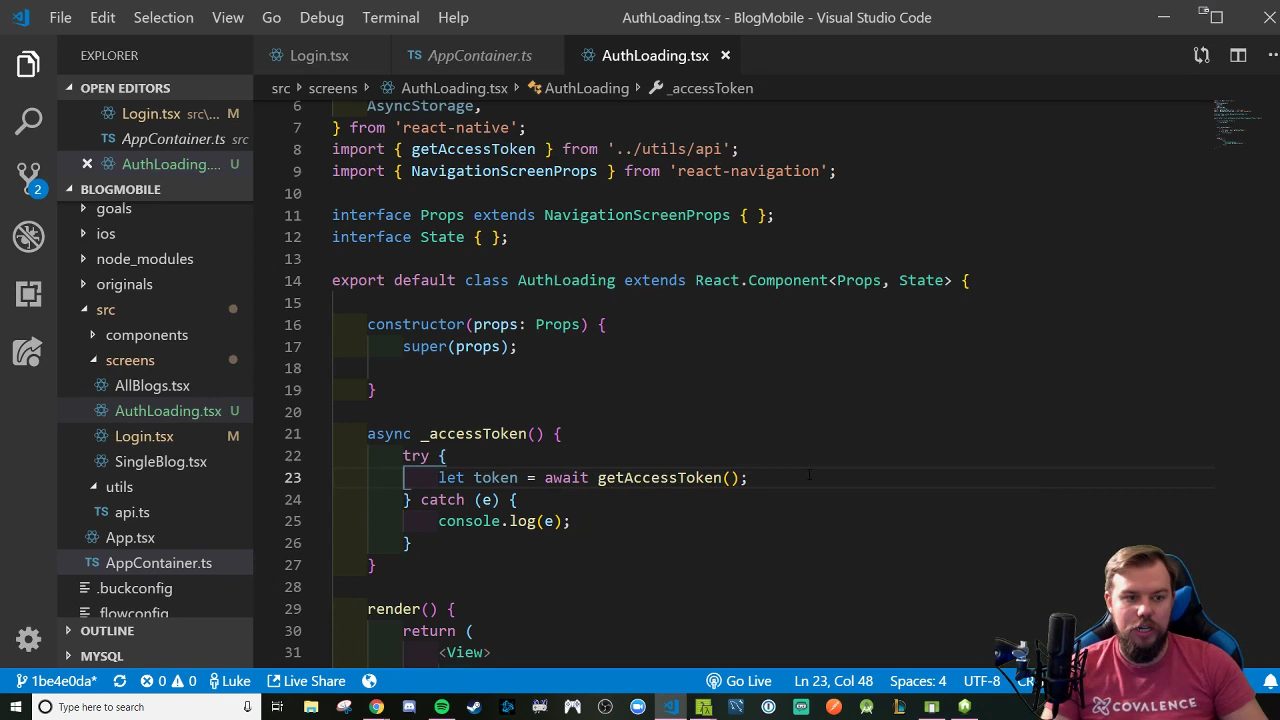 File Edit Selection View Go Debug Terminal Help AuthLoading.tsx - BlogMobile - Visual Studio Code
EXPLORER
OPEN EDITORS
Login.tsx src\... M
AppContainer.ts src
AuthLoading.... U
BLOGMOBILE
goals
ios
node_modules
originals
src
components
screens
AllBlogs.tsx
AuthLoading.tsx U
Login.tsx M
SingleBlog.tsx
utils
api.ts
App.tsx
TS AppContainer.ts
.buckconfig
.flowconfig
OUTLINE
MYSQL
2
Login.tsx TS AppContainer.ts AuthLoading.tsx
src screens AuthLoading.tsx AuthLoading _accessToken
6 AsyncStorage,
7 } from 'react-native';
8 import { getAccessToken } from '../utils/api';
9 import { NavigationScreenProps } from 'react-navigation';
10
11 interface Props extends NavigationScreenProps { };
12 interface State { };
13
14 export default class AuthLoading extends React.Component<Props, State> {
15
16 constructor(props: Props) {
17 super(props);
18
19 }
20
21 async _accessToken() {
22 try {
23 let token = await getAccessToken();
24 } catch (e) {
25 console.log(e);
26 }
27 }
28
29 render() {
30 return (
31 <View>
COVALENCE
1be4e0da* 0 0 Luke Live Share Go Live Ln 23, Col 48 Spaces: 4 UTF-8
Type here to search